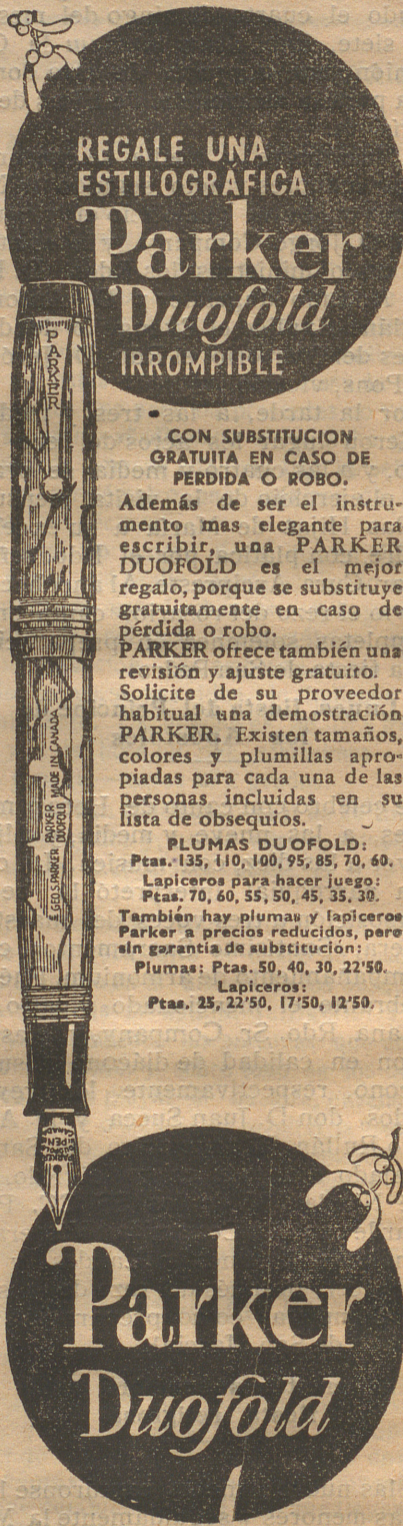 REGALE UNA
ESTILOGRÁFICA
Parker
Duofold
IRROMPIBLE
CON SUBSTITUCION
GRATUITA EN CASO DE
PERDIDA O ROBO.
Además de ser el instru-
mento mas elegante para
escribir, una PARKER
DUOFOLD es el mejor
regalo, porque se substituye
gratuitamente en caso de
pérdida o robo.
PARKER ofrece también una
revisión y ajuste gratuito.
Solicite de su proveedor
habitual una demostración
PARKER. Existen tamaños,
colores y plumillas apro-
piadas para cada una de las
personas incluidas en su
lista de obsequios.
PLUMAS DUOFOLD:
Ptas. 135, 110, 100, 95, 85, 70, 60.
Lapiceros para hacer juego:
Ptas. 70, 60, 55, 50, 45, 35, 30.
También hay plumas y lapiceros
Parker a precios reducidos, pero
sin garantía de substitución:
Plumas: Ptas. 50, 40, 30, 22'50.
Lapiceros:
Ptas. 25, 22'50, 17'50, 12'50.
PARKER
GEO.S.PARKER
PARKER MADE IN CANADA
DUOFOLD
PARKER
DUOFOLD
PEN
CANADA
Parker
Duofold